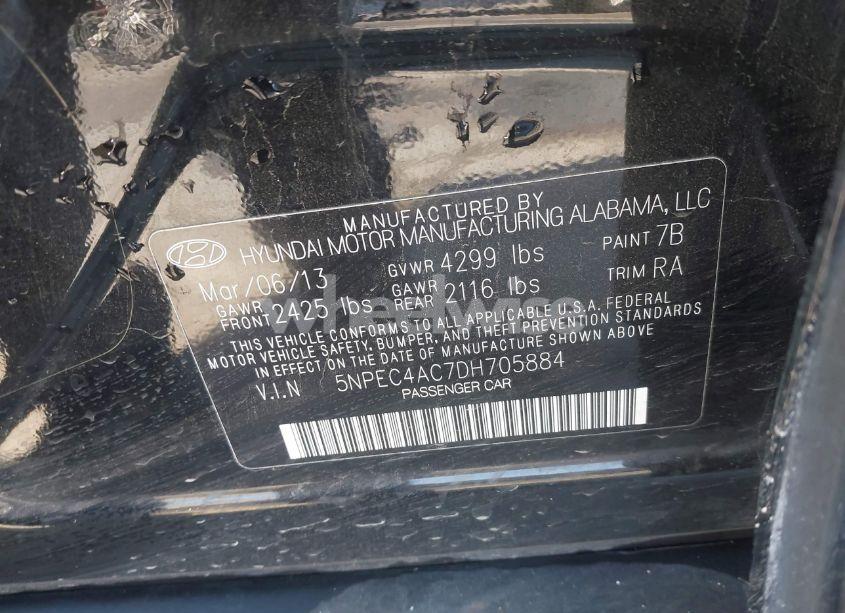 MANUFACTURED BY
HYUNDAI MOTOR MANUFACTURING ALABAMA, LLC
Mar/06/13 GVWR 4299 lbs PAINT 7B
GAWR FRONT 2425 lbs GAWR REAR 2116 lbs TRIM RA
THIS VEHICLE CONFORMS TO ALL APPLICABLE U.S.A. FEDERAL
MOTOR VEHICLE SAFETY, BUMPER, AND THEFT PREVENTION STANDARDS
IN EFFECT ON THE DATE OF MANUFACTURE SHOWN ABOVE
V.I.N 5NPEC4AC7DH705884
PASSENGER CAR
wheelwise